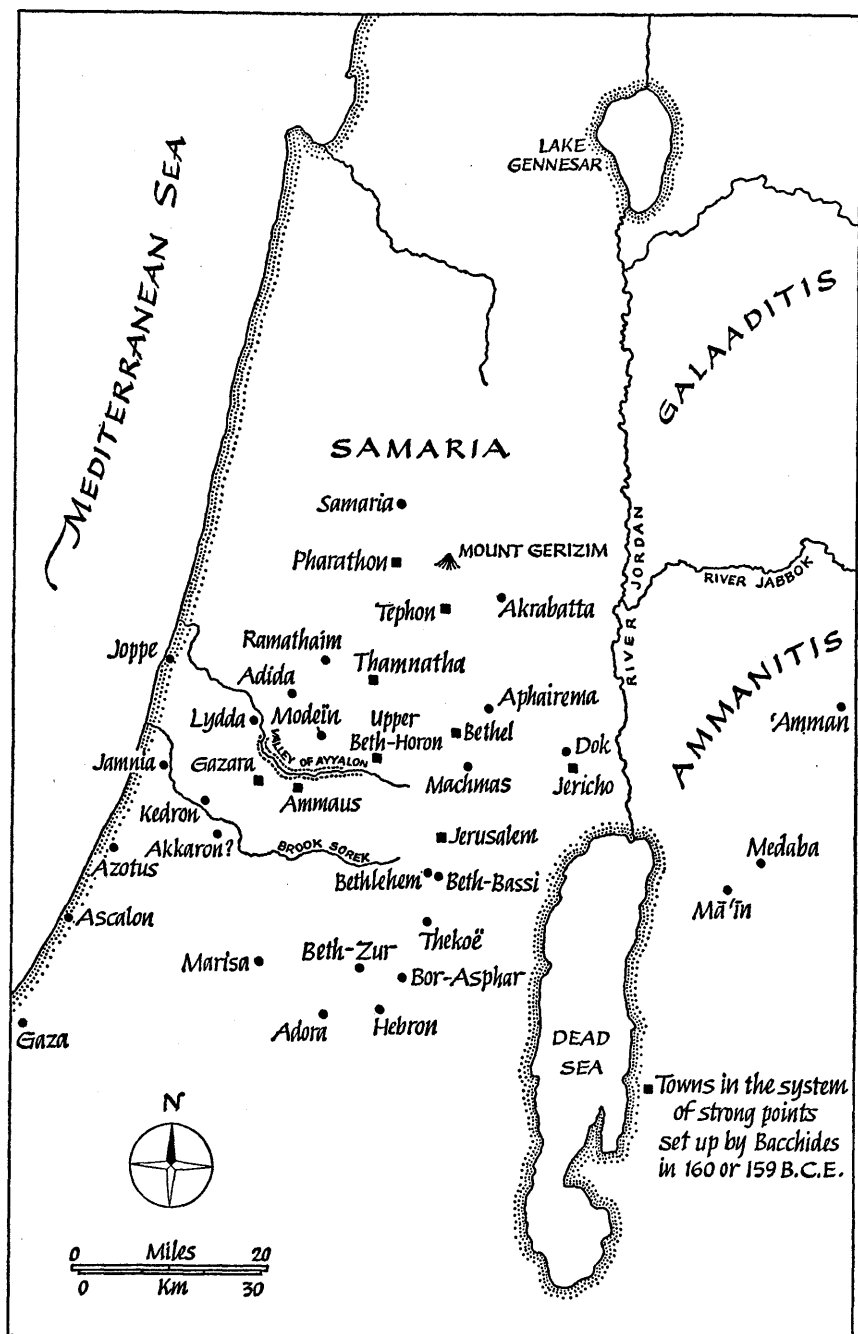 LAKE
GENNESAR
MEDITERRANEAN SEA
GALAADITIS
SAMARIA
Samaria
Pharathon
MOUNT GERIZIM
RIVER JORDAN
RIVER JABBOK
Tephon
Akrabatta
Joppe
Ramathaim
Thamnatha
Adida
AMMANITIS
Aphairema
'Amman
Lydda
Modeïn
Upper
Beth-Horon
Bethel
Dok
VALLEY OF AYYALON
Jamnia
Gazara
Ammaus
Machmas
Jericho
Kedron
Akkaron?
BROOK SOREK
Jerusalem
Azotus
Medaba
Bethlehem
Beth-Bassi
Mā'īn
Ascalon
Thekoë
Marisa
Beth-Zur
Bor-Asphar
Gaza
Adora
Hebron
DEAD
SEA
Towns in the system
of strong points
set up by Bacchides
in 160 or 159 B.C.E.
N
0 Miles 20
0 Km 30